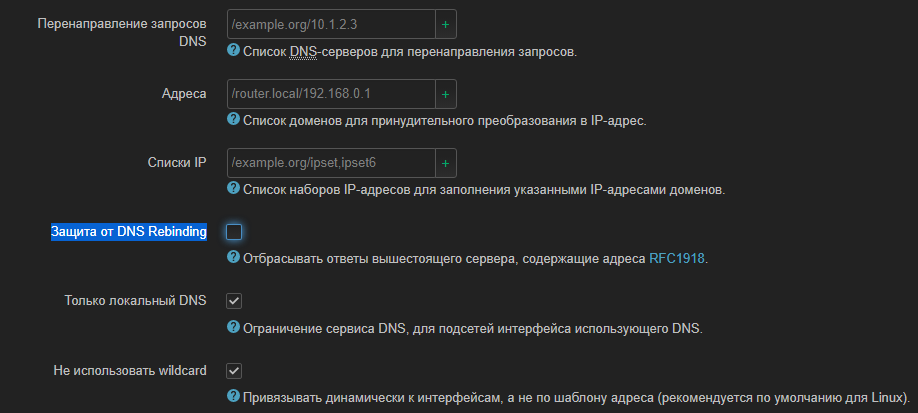 Перенаправление запросов DNS
/example.org/10.1.2.3 +
Список DNS-серверов для перенаправления запросов.
Адреса
/router.local/192.168.0.1 +
Список доменов для принудительного преобразования в IP-адрес.
Списки IP
/example.org/ipset,ipset6 +
Список наборов IP-адресов для заполнения указанными IP-адресами доменов.
Защита от DNS Rebinding
Отбрасывать ответы вышестоящего сервера, содержащие адреса RFC1918.
Только локальный DNS
Ограничение сервиса DNS, для подсетей интерфейса использующего DNS.
Не использовать wildcard
Привязывать динамически к интерфейсам, а не по шаблону адреса (рекомендуется по умолчанию для Linux).